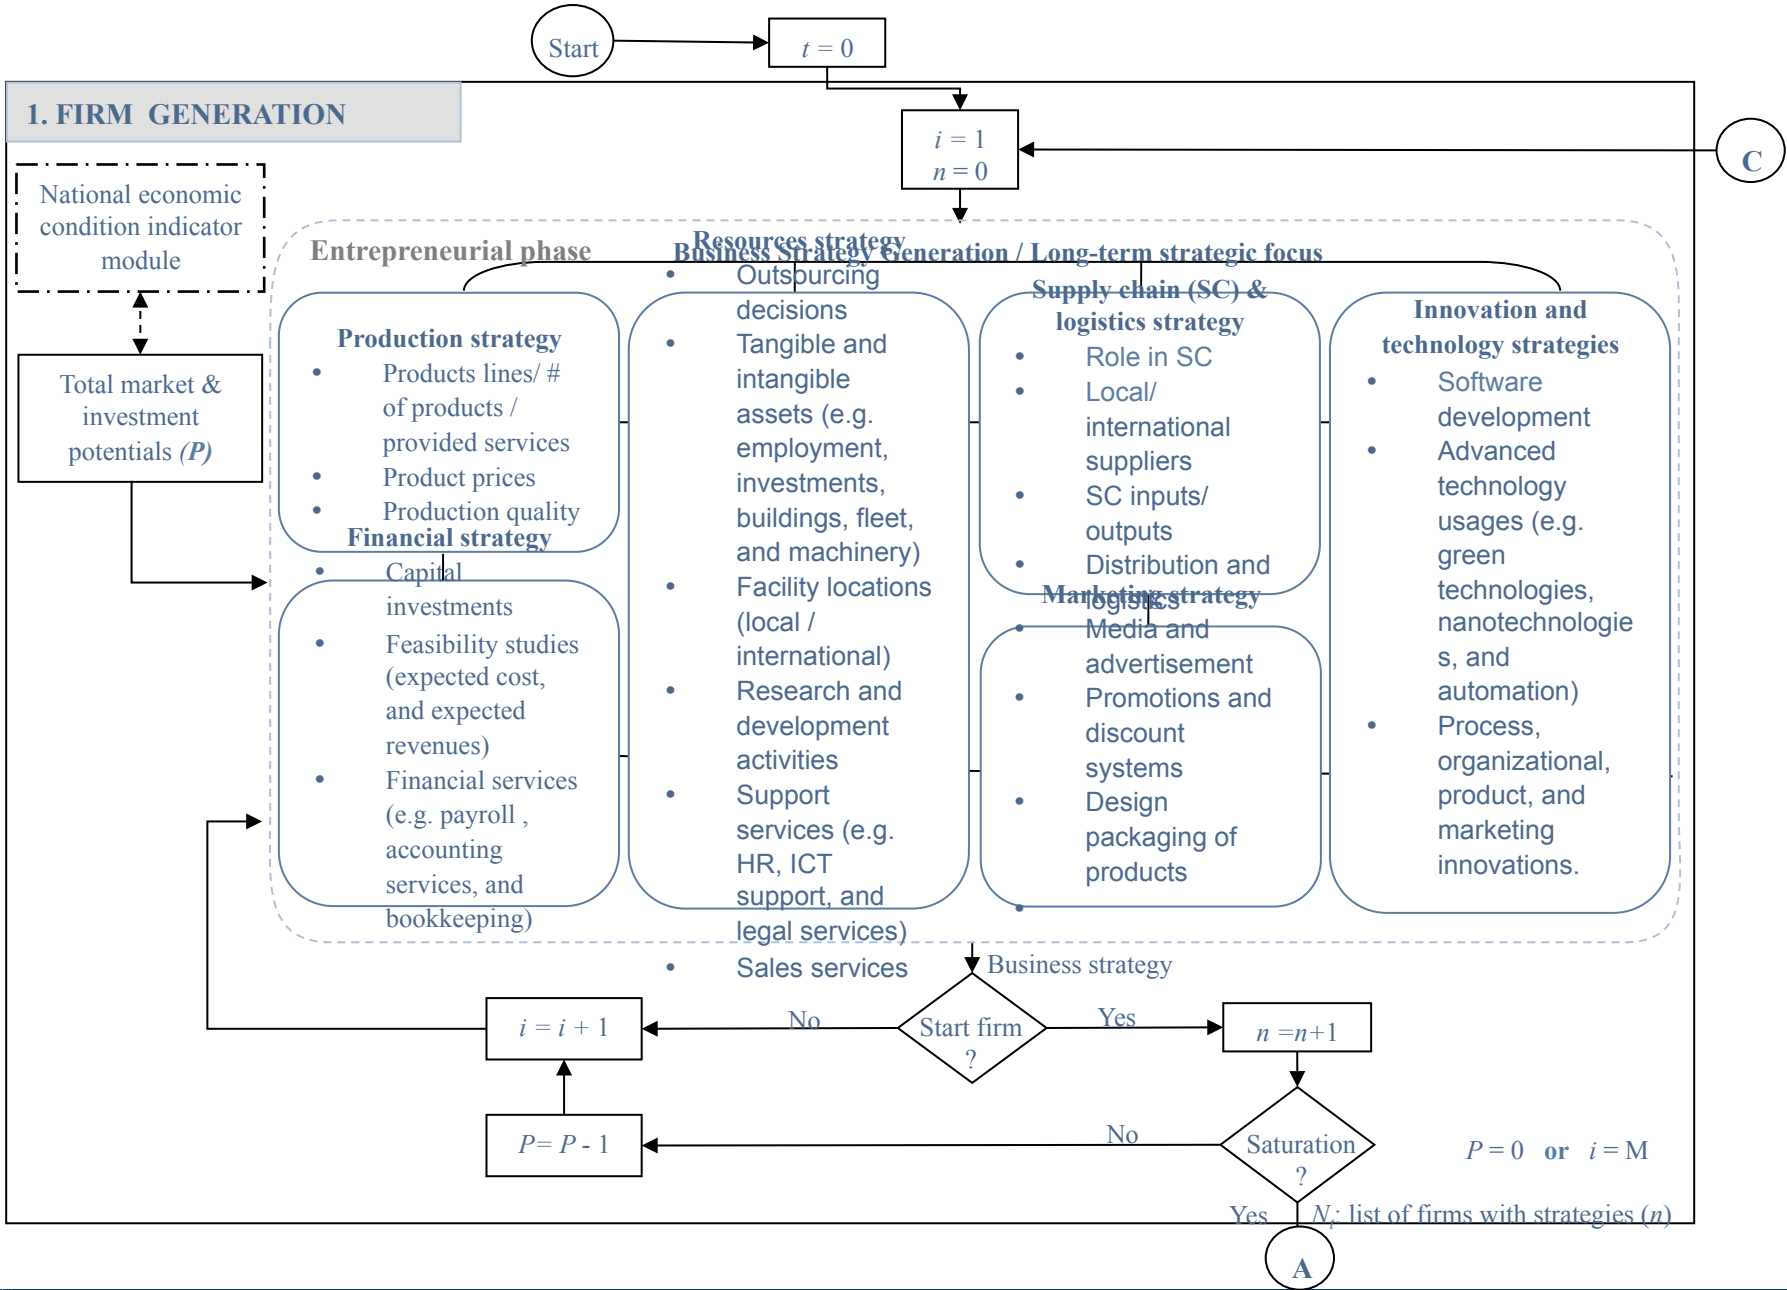 Start
t = 0
1. FIRM GENERATION
i = 1
n = 0
C
National economic
condition indicator
module
Total market &
investment
potentials (P)
Entrepreneurial phase
Business Strategy Generation / Long-term strategic focus
Production strategy
• Products lines/ #
of products /
provided services
• Product prices
• Production quality
Financial strategy
• Capital
investments
• Feasibility studies
(expected cost,
and expected
revenues)
• Financial services
(e.g. payroll ,
accounting
services, and
bookkeeping)
Resources strategy
• Outsourcing
decisions
• Tangible and
intangible
assets (e.g.
employment,
investments,
buildings, fleet,
and machinery)
• Facility locations
(local /
international)
• Research and
development
activities
• Support
services (e.g.
HR, ICT
support, and
legal services)
• Sales services
Supply chain (SC) &
logistics strategy
• Role in SC
• Local/
international
suppliers
• SC inputs/
outputs
• Distribution and
logistics
Marketing strategy
• Media and
advertisement
• Promotions and
discount
systems
• Design
packaging of
products
•
Innovation and
technology strategies
• Software
development
• Advanced
technology
usages (e.g.
green
technologies,
nanotechnologie
s, and
automation)
• Process,
organizational,
product, and
marketing
innovations.
Business strategy
Start firm
?
No
Yes
i = i + 1
n =n+1
P= P - 1
No
Saturation
?
P = 0 or i = M
Yes
Nt: list of firms with strategies (n)
A